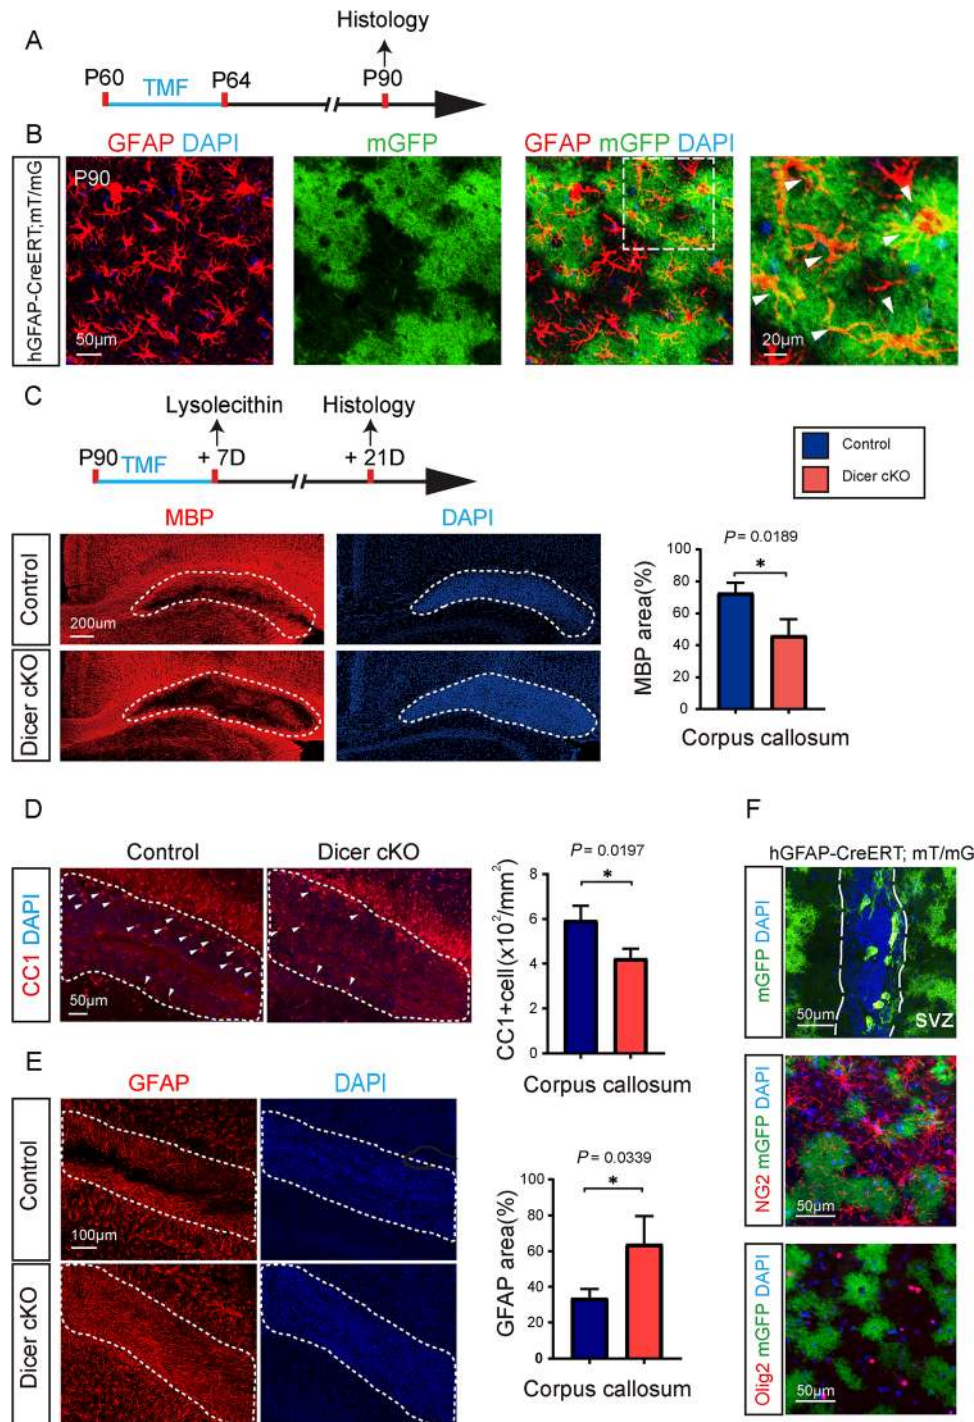 A
Histology
P60 TMF P64 P90
B
GFAP DAPI mGFP GFAP mGFP DAPI
hGFAP-CreERT;mT/mG
P90
50µm 20µm
C
Lysolecithin Histology
P90 TMF + 7D + 21D
Control
Dicer cKO
MBP DAPI
Control
200um
Dicer cKO
P = 0.0189
*
MBP area(%)
100
80
60
40
20
0
Corpus callosum
D
Control Dicer cKO
CC1 DAPI
50µm
P = 0.0197
*
CC1+cell(x10²/mm²)
8
6
4
2
0
Corpus callosum
E
GFAP DAPI
Control
100µm
Dicer cKO
P = 0.0339
*
GFAP area(%)
100
80
60
40
20
0
Corpus callosum
F
hGFAP-CreERT; mT/mG
mGFP DAPI
50µm SVZ
NG2 mGFP DAPI
50µm
Olig2 mGFP DAPI
50µm